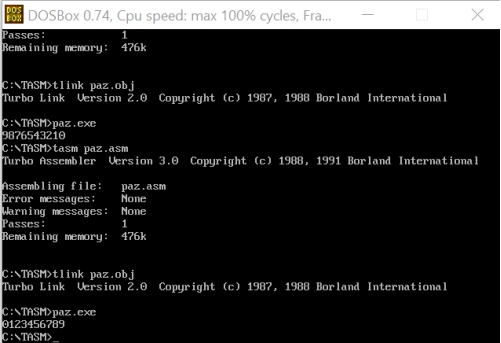 DOS BOX
DOSBox 0.74, Cpu speed: max 100% cycles, Fra...
Passes: 1
Remaining memory: 476k
C:\TASM>tlink paz.obj
Turbo Link Version 2.0 Copyright (c) 1987, 1988 Borland International
C:\TASM>paz.exe
9876543210
C:\TASM>tasm paz.asm
Turbo Assembler Version 3.0 Copyright (c) 1988, 1991 Borland International
Assembling file: paz.asm
Error messages: None
Warning messages: None
Passes: 1
Remaining memory: 476k
C:\TASM>tlink paz.obj
Turbo Link Version 2.0 Copyright (c) 1987, 1988 Borland International
C:\TASM>paz.exe
0123456789
C:\TASM>_